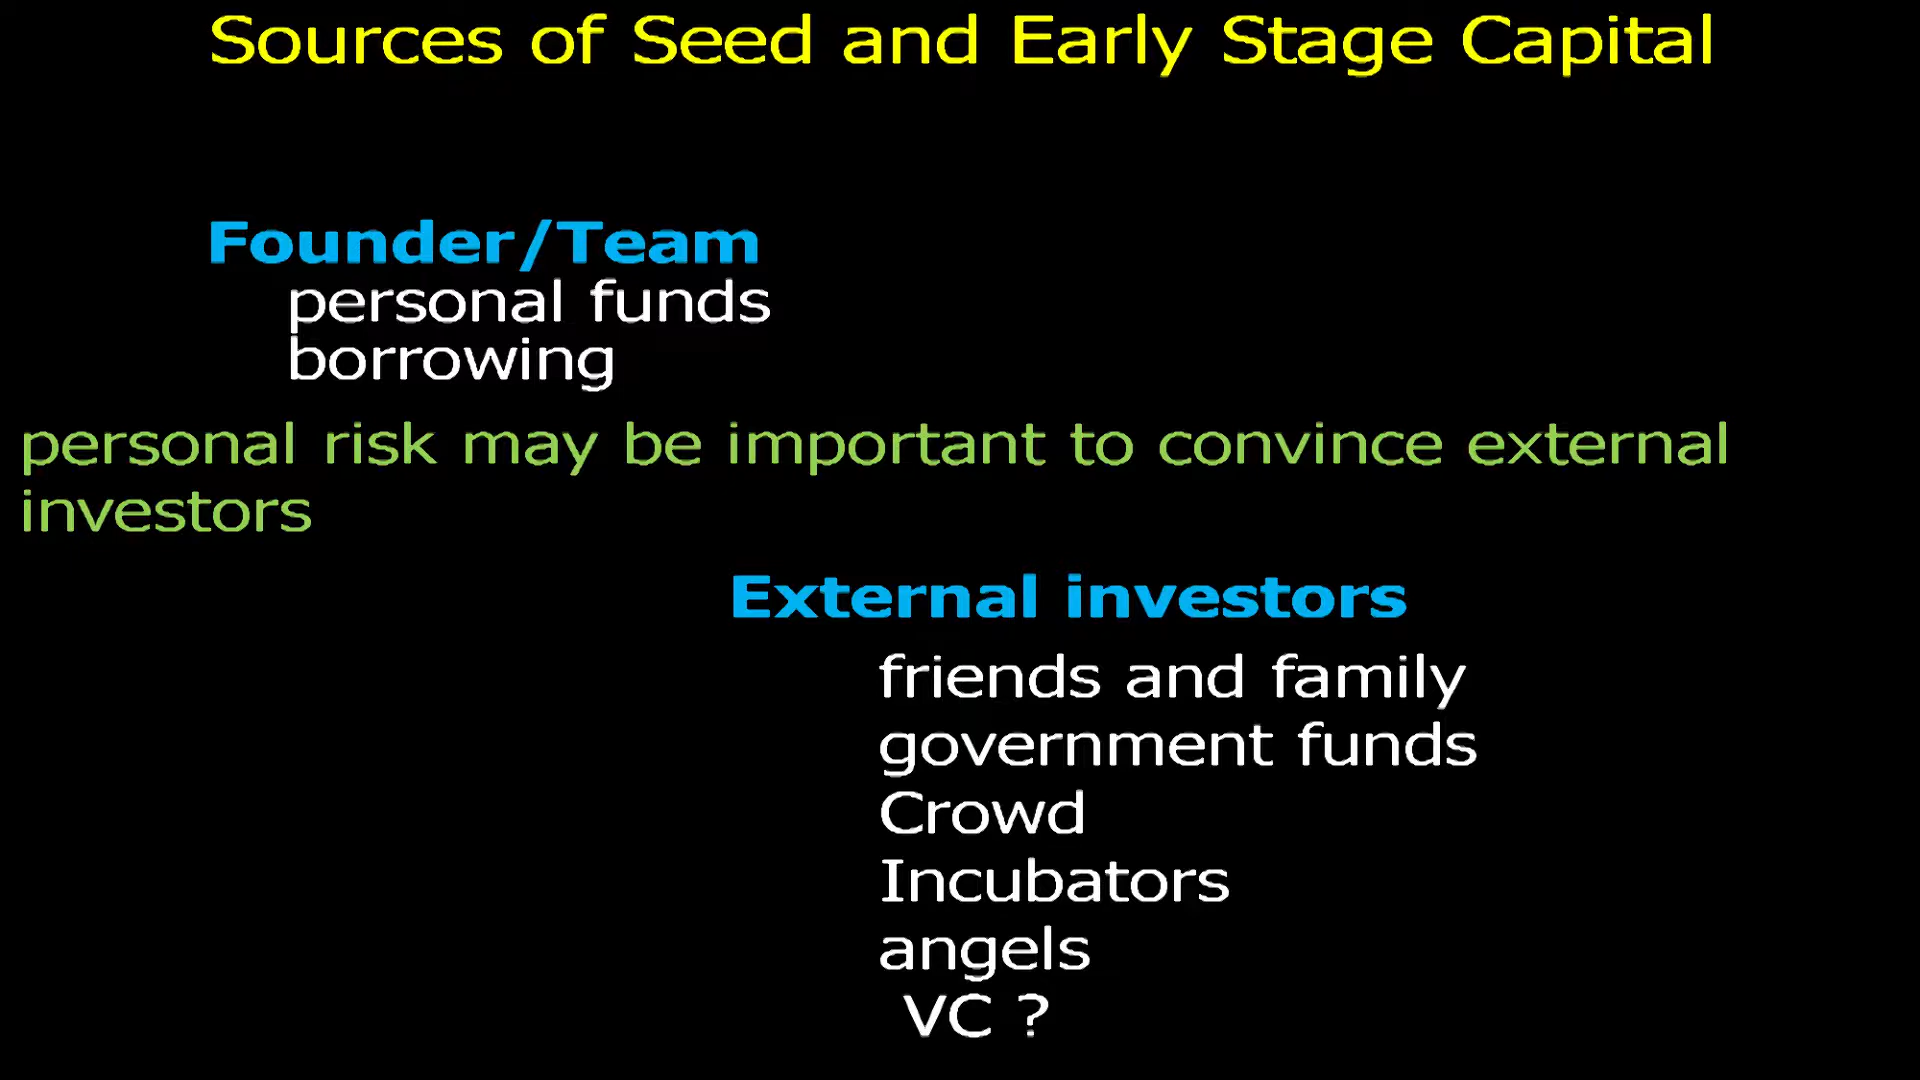 Sources of Seed and Early Stage Capital
Founder/Team
personal funds
borrowing
personal risk may be important to convince external
investors
External investors
friends and family
government funds
Crowd
Incubators
angels
VC ?